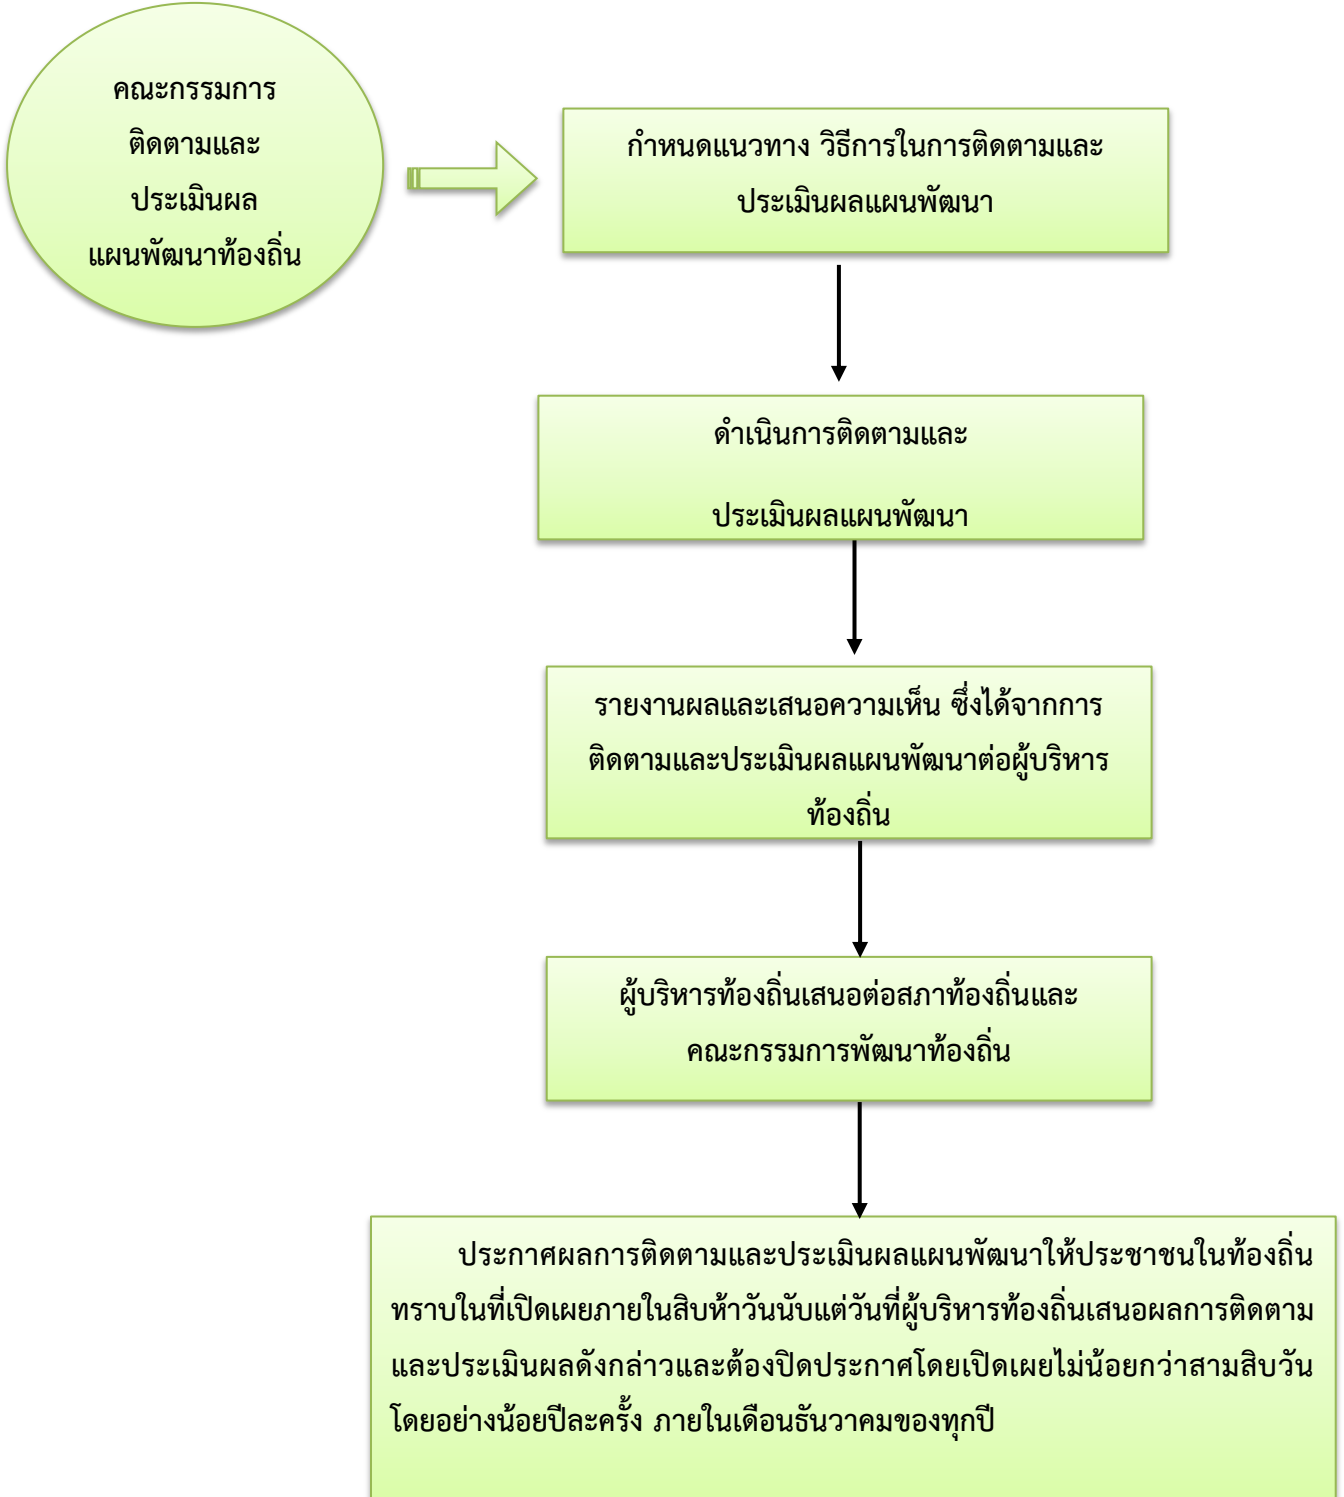 คณะกรรมการ
ติดตามและ
ประเมินผล
แผนพัฒนาท้องถิ่น
กำหนดแนวทาง วิธีการในการติดตามและ
ประเมินผลแผนพัฒนา
ดำเนินการติดตามและ
ประเมินผลแผนพัฒนา
รายงานผลและเสนอความเห็น ซึ่งได้จากการ
ติดตามและประเมินผลแผนพัฒนาต่อผู้บริหาร
ท้องถิ่น
ผู้บริหารท้องถิ่นเสนอต่อสภาท้องถิ่นและ
คณะกรรมการพัฒนาท้องถิ่น
ประกาศผลการติดตามและประเมินผลแผนพัฒนาให้ประชาชนในท้องถิ่น
ทราบในที่เปิดเผยภายในสิบห้าวันนับแต่วันที่ผู้บริหารท้องถิ่นเสนอผลการติดตาม
และประเมินผลดังกล่าวและต้องปิดประกาศโดยเปิดเผยไม่น้อยกว่าสามสิบวัน
โดยอย่างน้อยปีละครั้ง ภายในเดือนธันวาคมของทุกปี